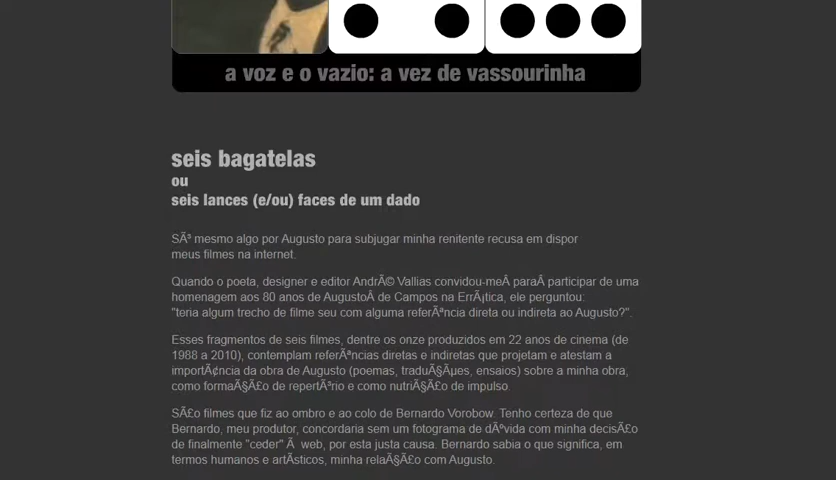 a voz e o vazio: a vez de vassourinha
seis bagatelas
ou
seis lances (e/ou) faces de um dado
SÃ³ mesmo algo por Augusto para subjugar minha renitente recusa em dispor
meus filmes na internet.
Quando o poeta, designer e editor AndrÃ© Vallias convidou-meÂ paraÂ participar de uma
homenagem aos 80 anos de AugustoÂ de Campos na ErrÃ¡tica, ele perguntou:
"teria algum trecho de filme seu com alguma referÃªncia direta ou indireta ao Augusto?".
Esses fragmentos de seis filmes, dentre os onze produzidos em 22 anos de cinema (de
1988 a 2010), contemplam referÃªncias diretas e indiretas que projetam e atestam a
importÃ¢ncia da obra de Augusto (poemas, traduÃ§Ãµes, ensaios) sobre a minha obra,
como formaÃ§Ã£o de repertÃ³rio e como nutriÃ§Ã£o de impulso.
SÃ£o filmes que fiz ao ombro e ao colo de Bernardo Vorobow. Tenho certeza de que
Bernardo, meu produtor, concordaria sem um fotograma de dÃºvida com minha decisÃ£o
de finalmente "ceder" Ã  web, por esta justa causa. Bernardo sabia o que significa, em
termos humanos e artÃ­sticos, minha relaÃ§Ã£o com Augusto.